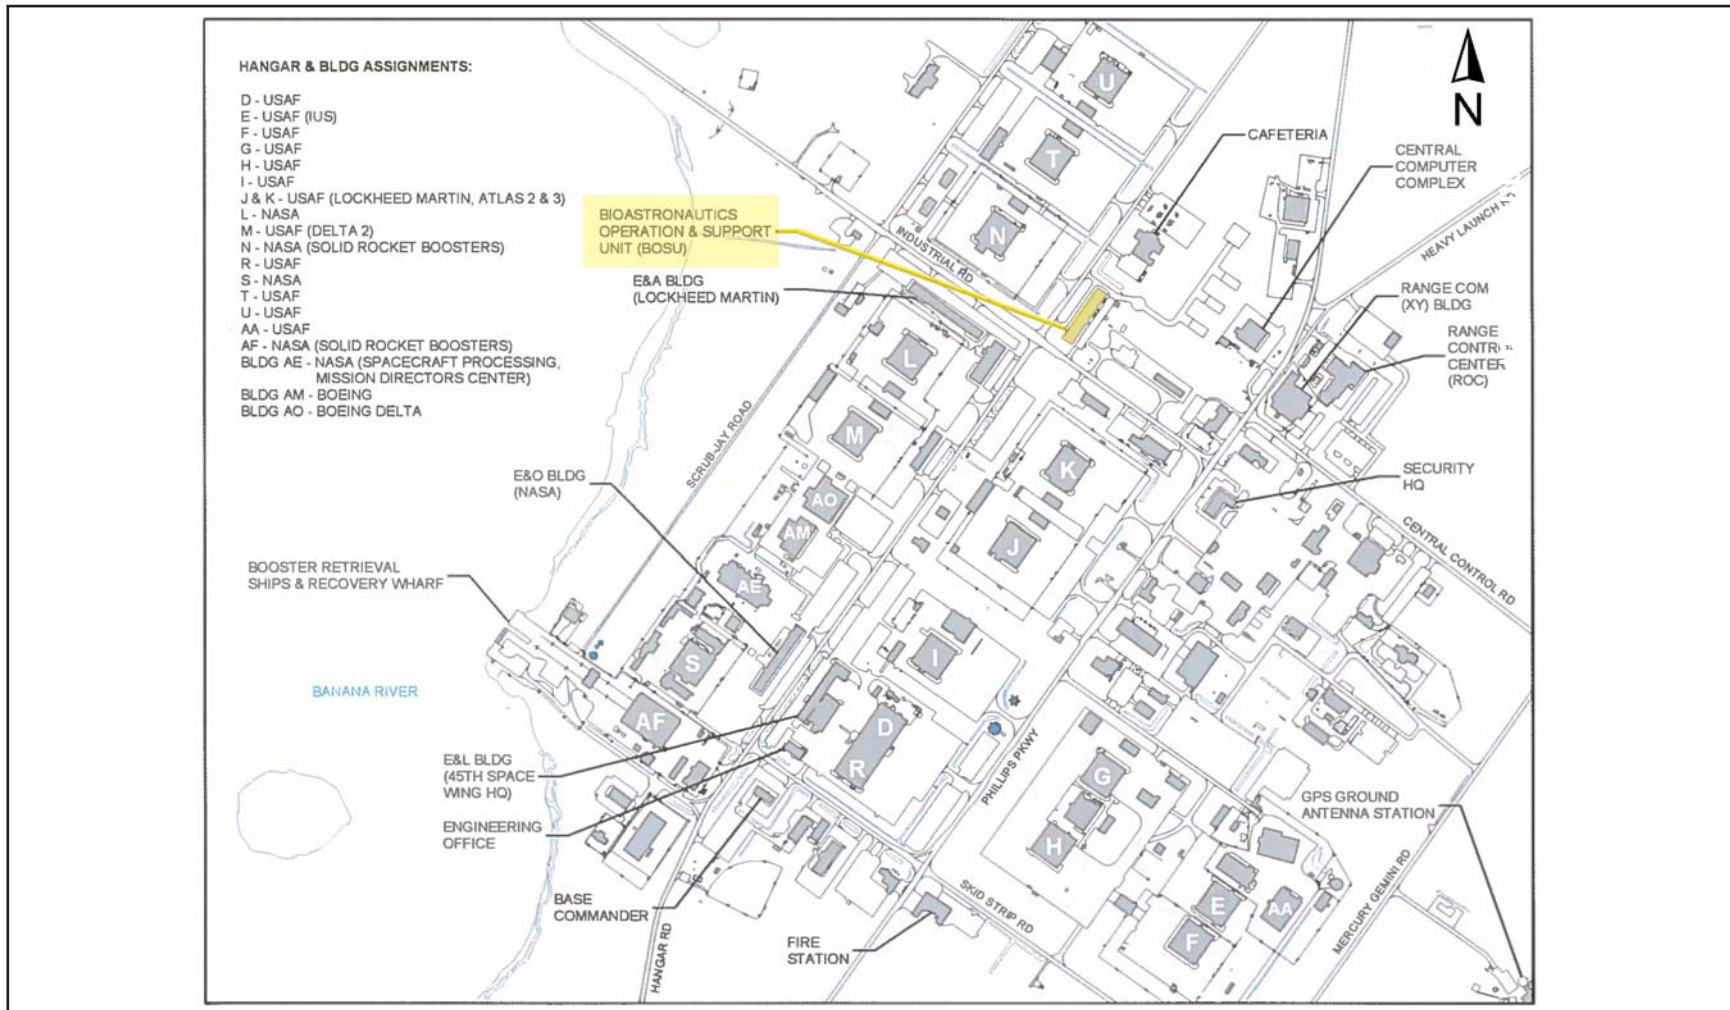 HANGAR & BLDG ASSIGNMENTS:
D - USAF
E - USAF (IUS)
F - USAF
G - USAF
H - USAF
I - USAF
J & K - USAF (LOCKHEED MARTIN, ATLAS 2 & 3)
L - NASA
M - USAF (DELTA 2)
N - NASA (SOLID ROCKET BOOSTERS)
R - USAF
S - NASA
T - USAF
U - USAF
AA - USAF
AF - NASA (SOLID ROCKET BOOSTERS)
BLDG AE - NASA (SPACECRAFT PROCESSING,
MISSION DIRECTORS CENTER)
BLDG AM - BOEING
BLDG AO - BOEING DELTA
N
U
T
N
CAFETERIA
CENTRAL
COMPUTER
COMPLEX
BIOASTRONAUTICS
OPERATION & SUPPORT
UNIT (BOSU)
INDUSTRIAL RD
HEAVY LAUNCH
E&A BLDG
(LOCKHEED MARTIN)
RANGE COM
(XY) BLDG
RANGE
CENTER
(ROC)
L
M
K
SCRUB JAY ROAD
E&O BLDG
(NASA)
SECURITY
HQ
AO
AM
J
CENTRAL CONTROL RD
BOOSTER RETRIEVAL
SHIPS & RECOVERY WHARF
AE
S
I
BANANA RIVER
AF
D
R
E&L BLDG
(45TH SPACE
WING HQ)
PHILLIPS PKWY
G
GPS GROUND
ANTENNA STATION
ENGINEERING
OFFICE
H
BASE
COMMANDER
SKID STRIP RD
E
AA
F
MERCURY GEMINI RD
HANGAR RD
FIRE
STATION